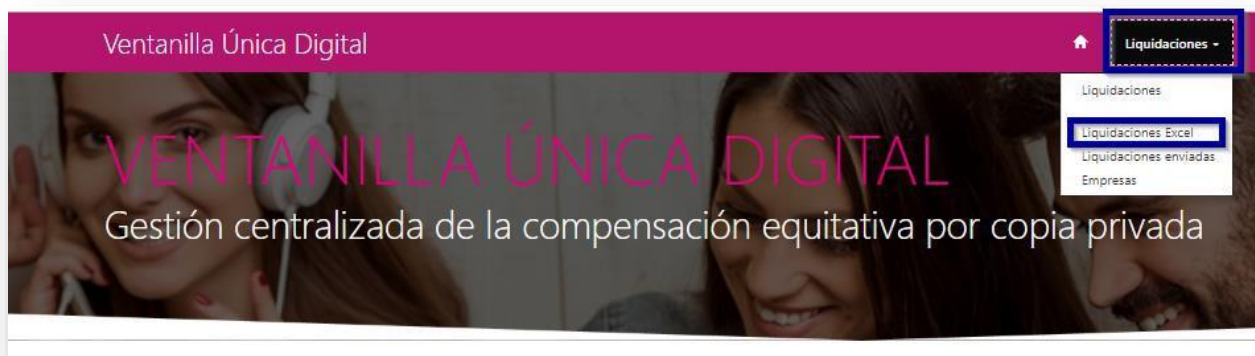 Ventanilla Única Digital
Liquidaciones
Liquidaciones
Liquidaciones Excel
Liquidaciones enviadas
Empresas
VENTANILLA ÚNICA DIGITAL
Gestión centralizada de la compensación equitativa por copia privada